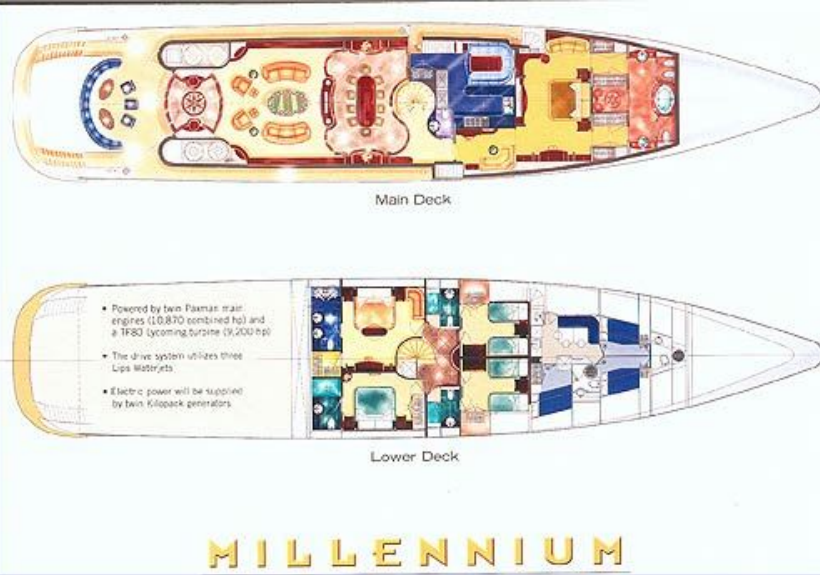 Main Deck
• Powered by twin Paxman main
engines (10,870 combined hp) and
a TF80 Lycoming turbine (9,200 hp)
• The drive system utilizes three
Lips Waterjets
• Electric power will be supplied
by twin Kilopack generators
Lower Deck
MILLENNIUM